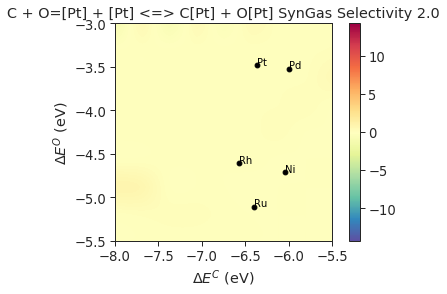 C + O=[Pt] + [Pt] <=> C[Pt] + O[Pt] SynGas Selectivity 2.0
−3.0
−3.5
−4.0
−4.5
−5.0
−5.5
ΔE^O (eV)
Pt
Pd
Rh
Ni
Ru
−8.0 −7.5 −7.0 −6.5 −6.0 −5.5
ΔE^C (eV)
10
5
0
−5
−10